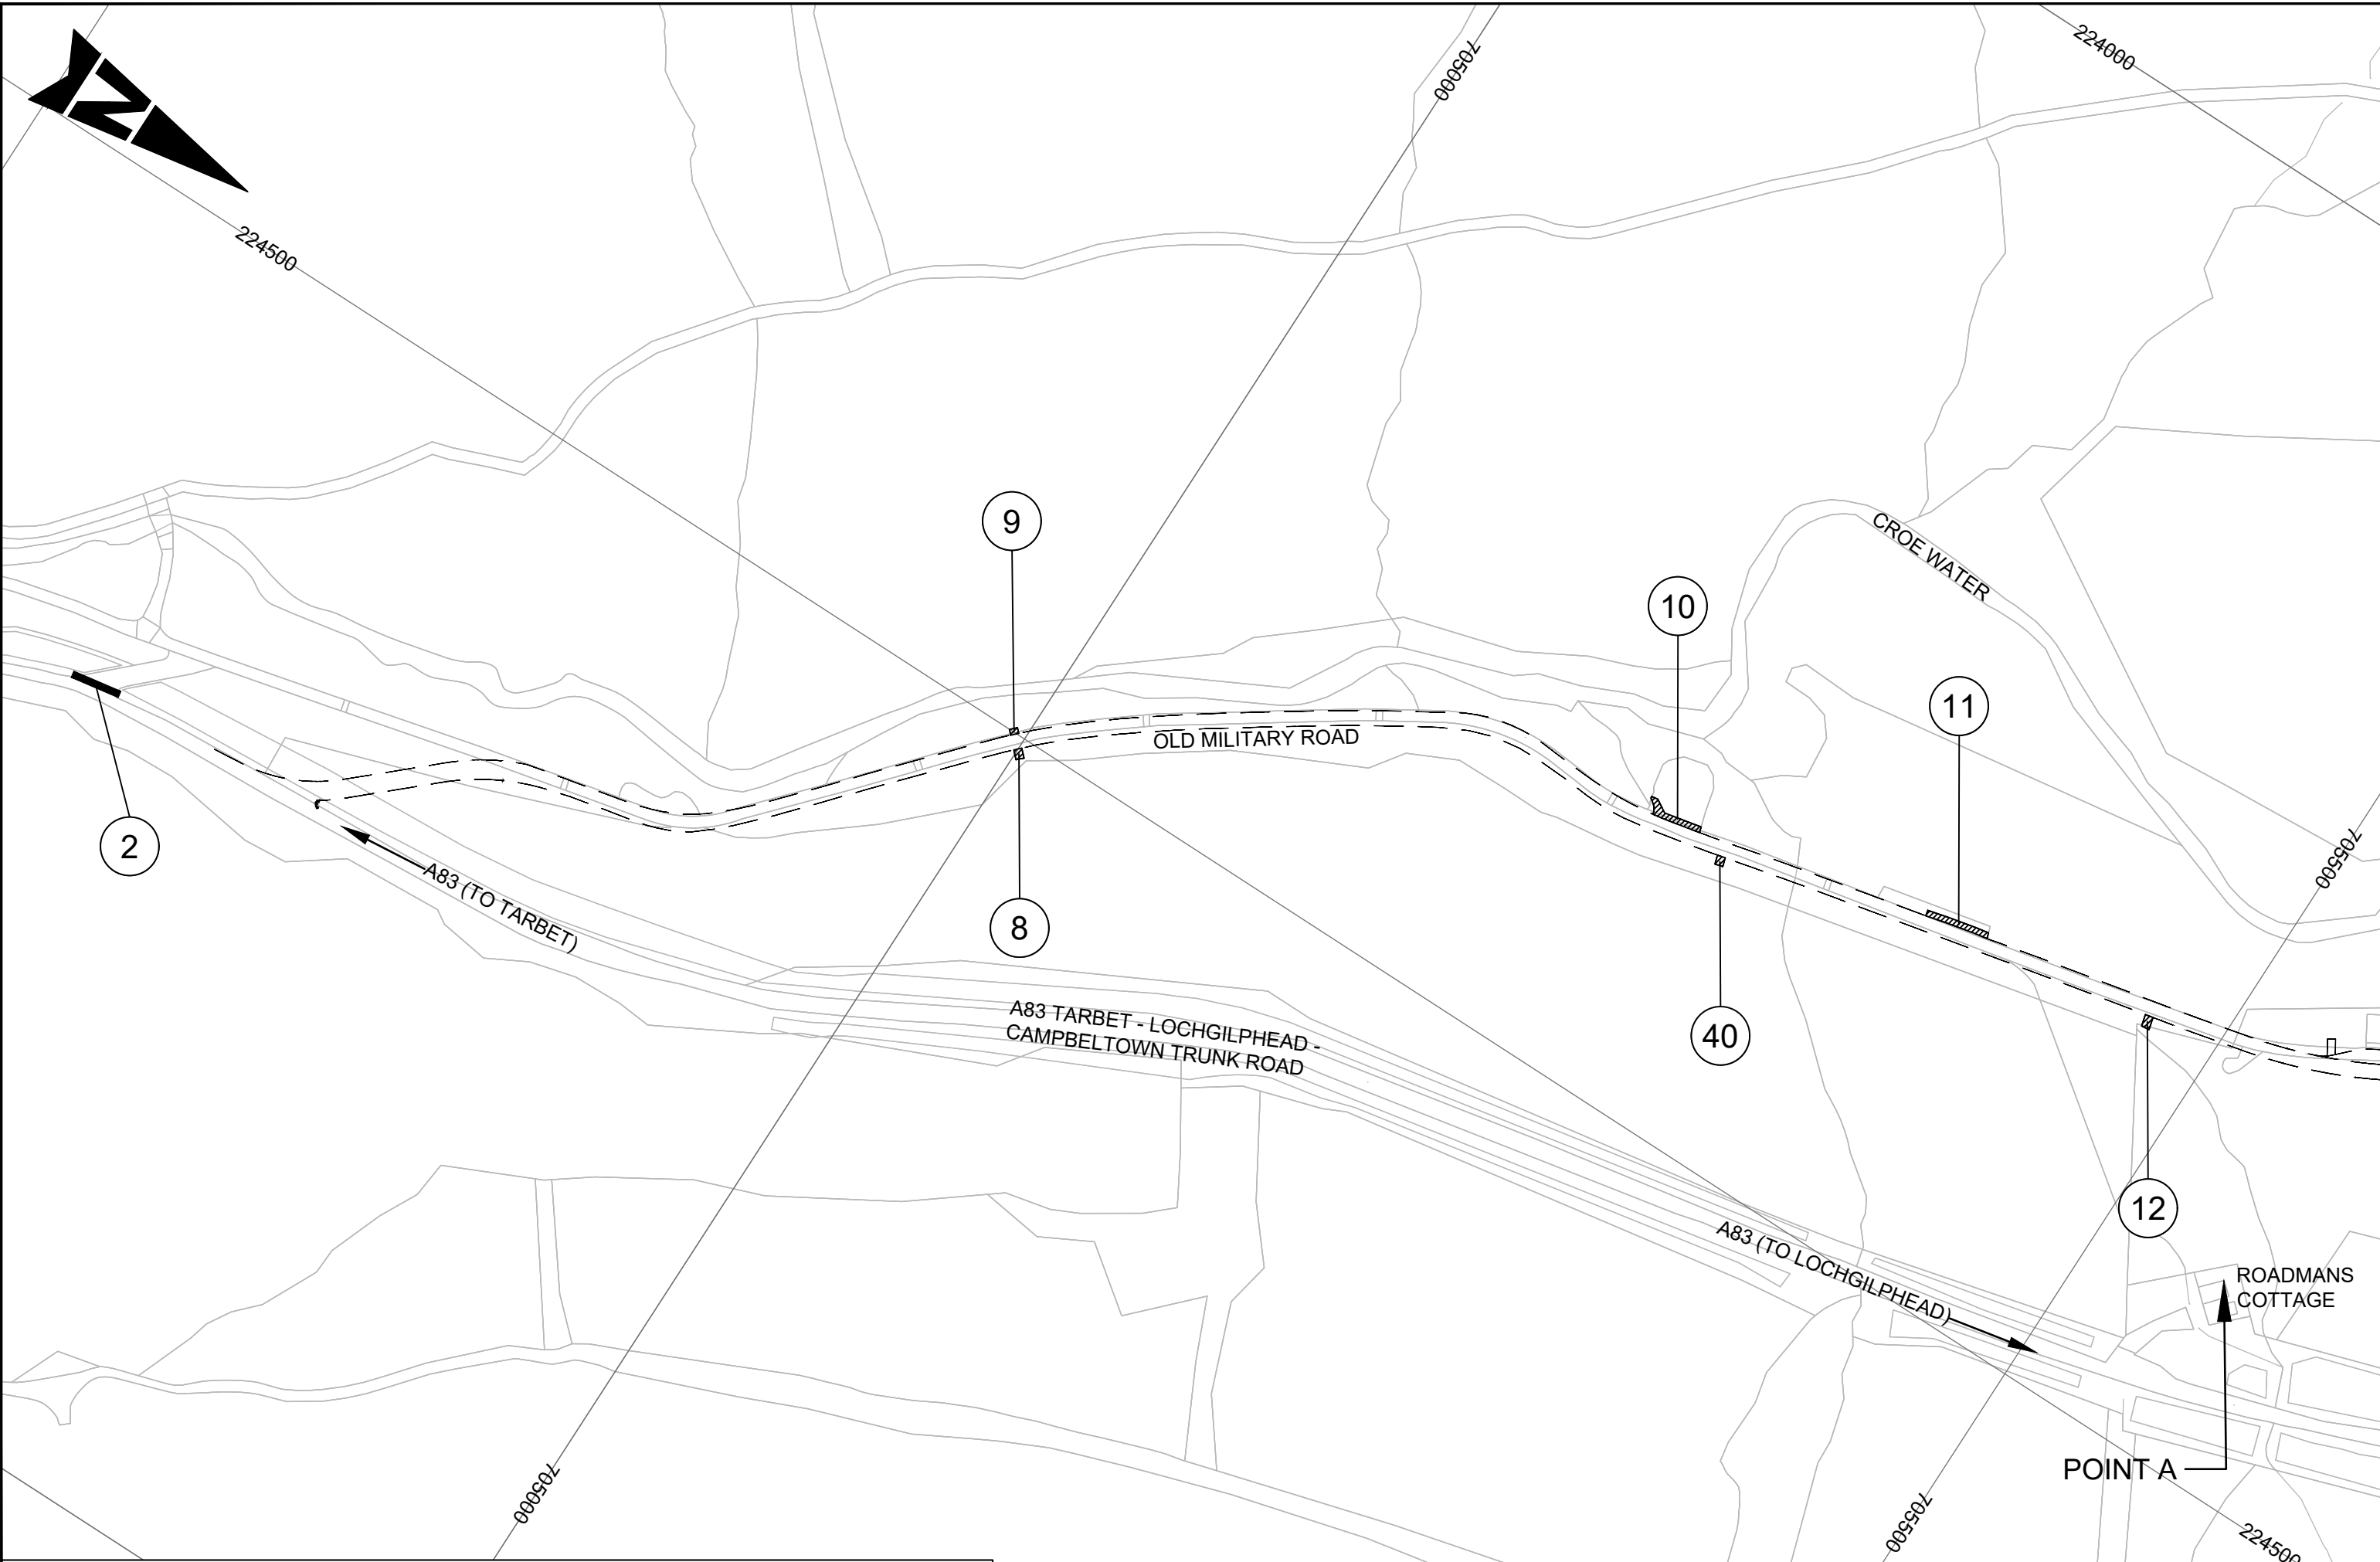 224000
N
705000
224500
9
CROE WATER
10
11
OLD MILITARY ROAD
2
705500
A83 (TO TARBET)
8
A83 TARBET - LOCHGILPHEAD -
CAMPBELTOWN TRUNK ROAD
40
12
A83 (TO LOCHGILPHEAD)
ROADMANS
COTTAGE
POINT A
705000
705500
224500